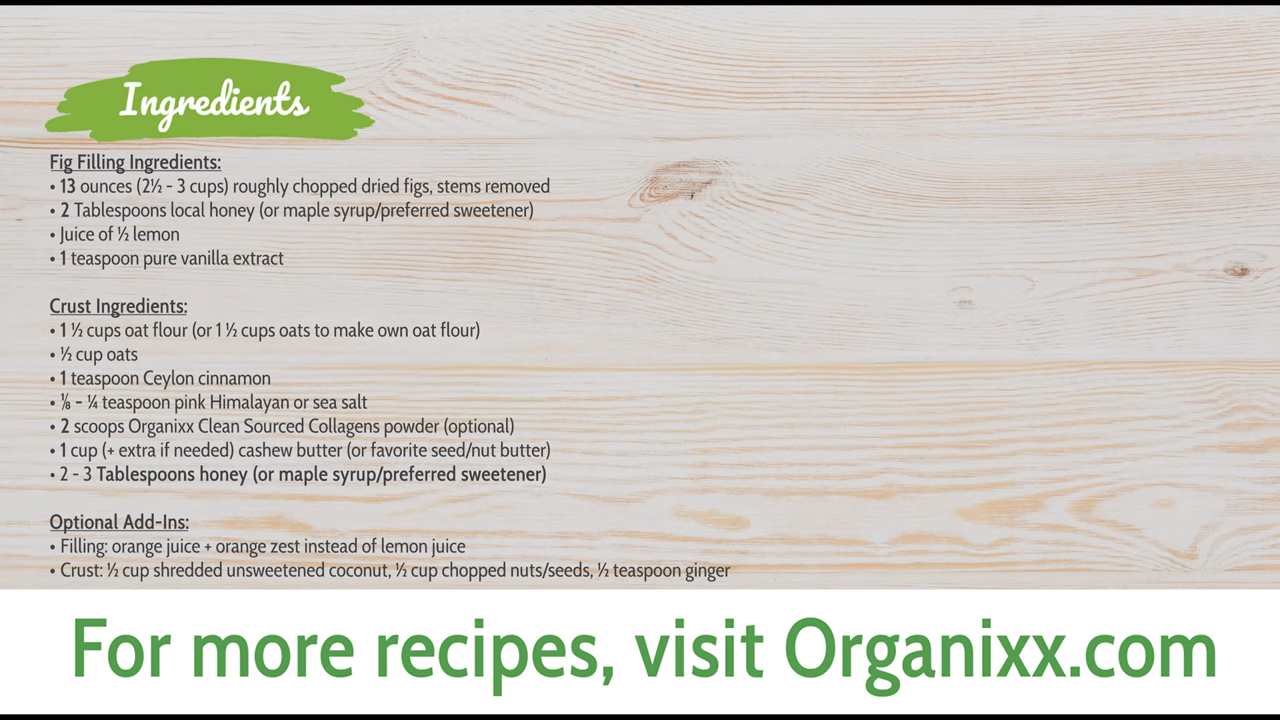 Ingredients
Fig Filling Ingredients:
• 13 ounces (2½ - 3 cups) roughly chopped dried figs, stems removed
• 2 Tablespoons local honey (or maple syrup/preferred sweetener)
• Juice of ½ lemon
• 1 teaspoon pure vanilla extract
Crust Ingredients:
• 1 ½ cups oat flour (or 1 ½ cups oats to make own oat flour)
• ½ cup oats
• 1 teaspoon Ceylon cinnamon
• ⅛ - ¼ teaspoon pink Himalayan or sea salt
• 2 scoops Organixx Clean Sourced Collagens powder (optional)
• 1 cup (+ extra if needed) cashew butter (or favorite seed/nut butter)
• 2 - 3 Tablespoons honey (or maple syrup/preferred sweetener)
Optional Add-Ins:
• Filling: orange juice + orange zest instead of lemon juice
• Crust: ½ cup shredded unsweetened coconut, ½ cup chopped nuts/seeds, ½ teaspoon ginger
For more recipes, visit Organixx.com